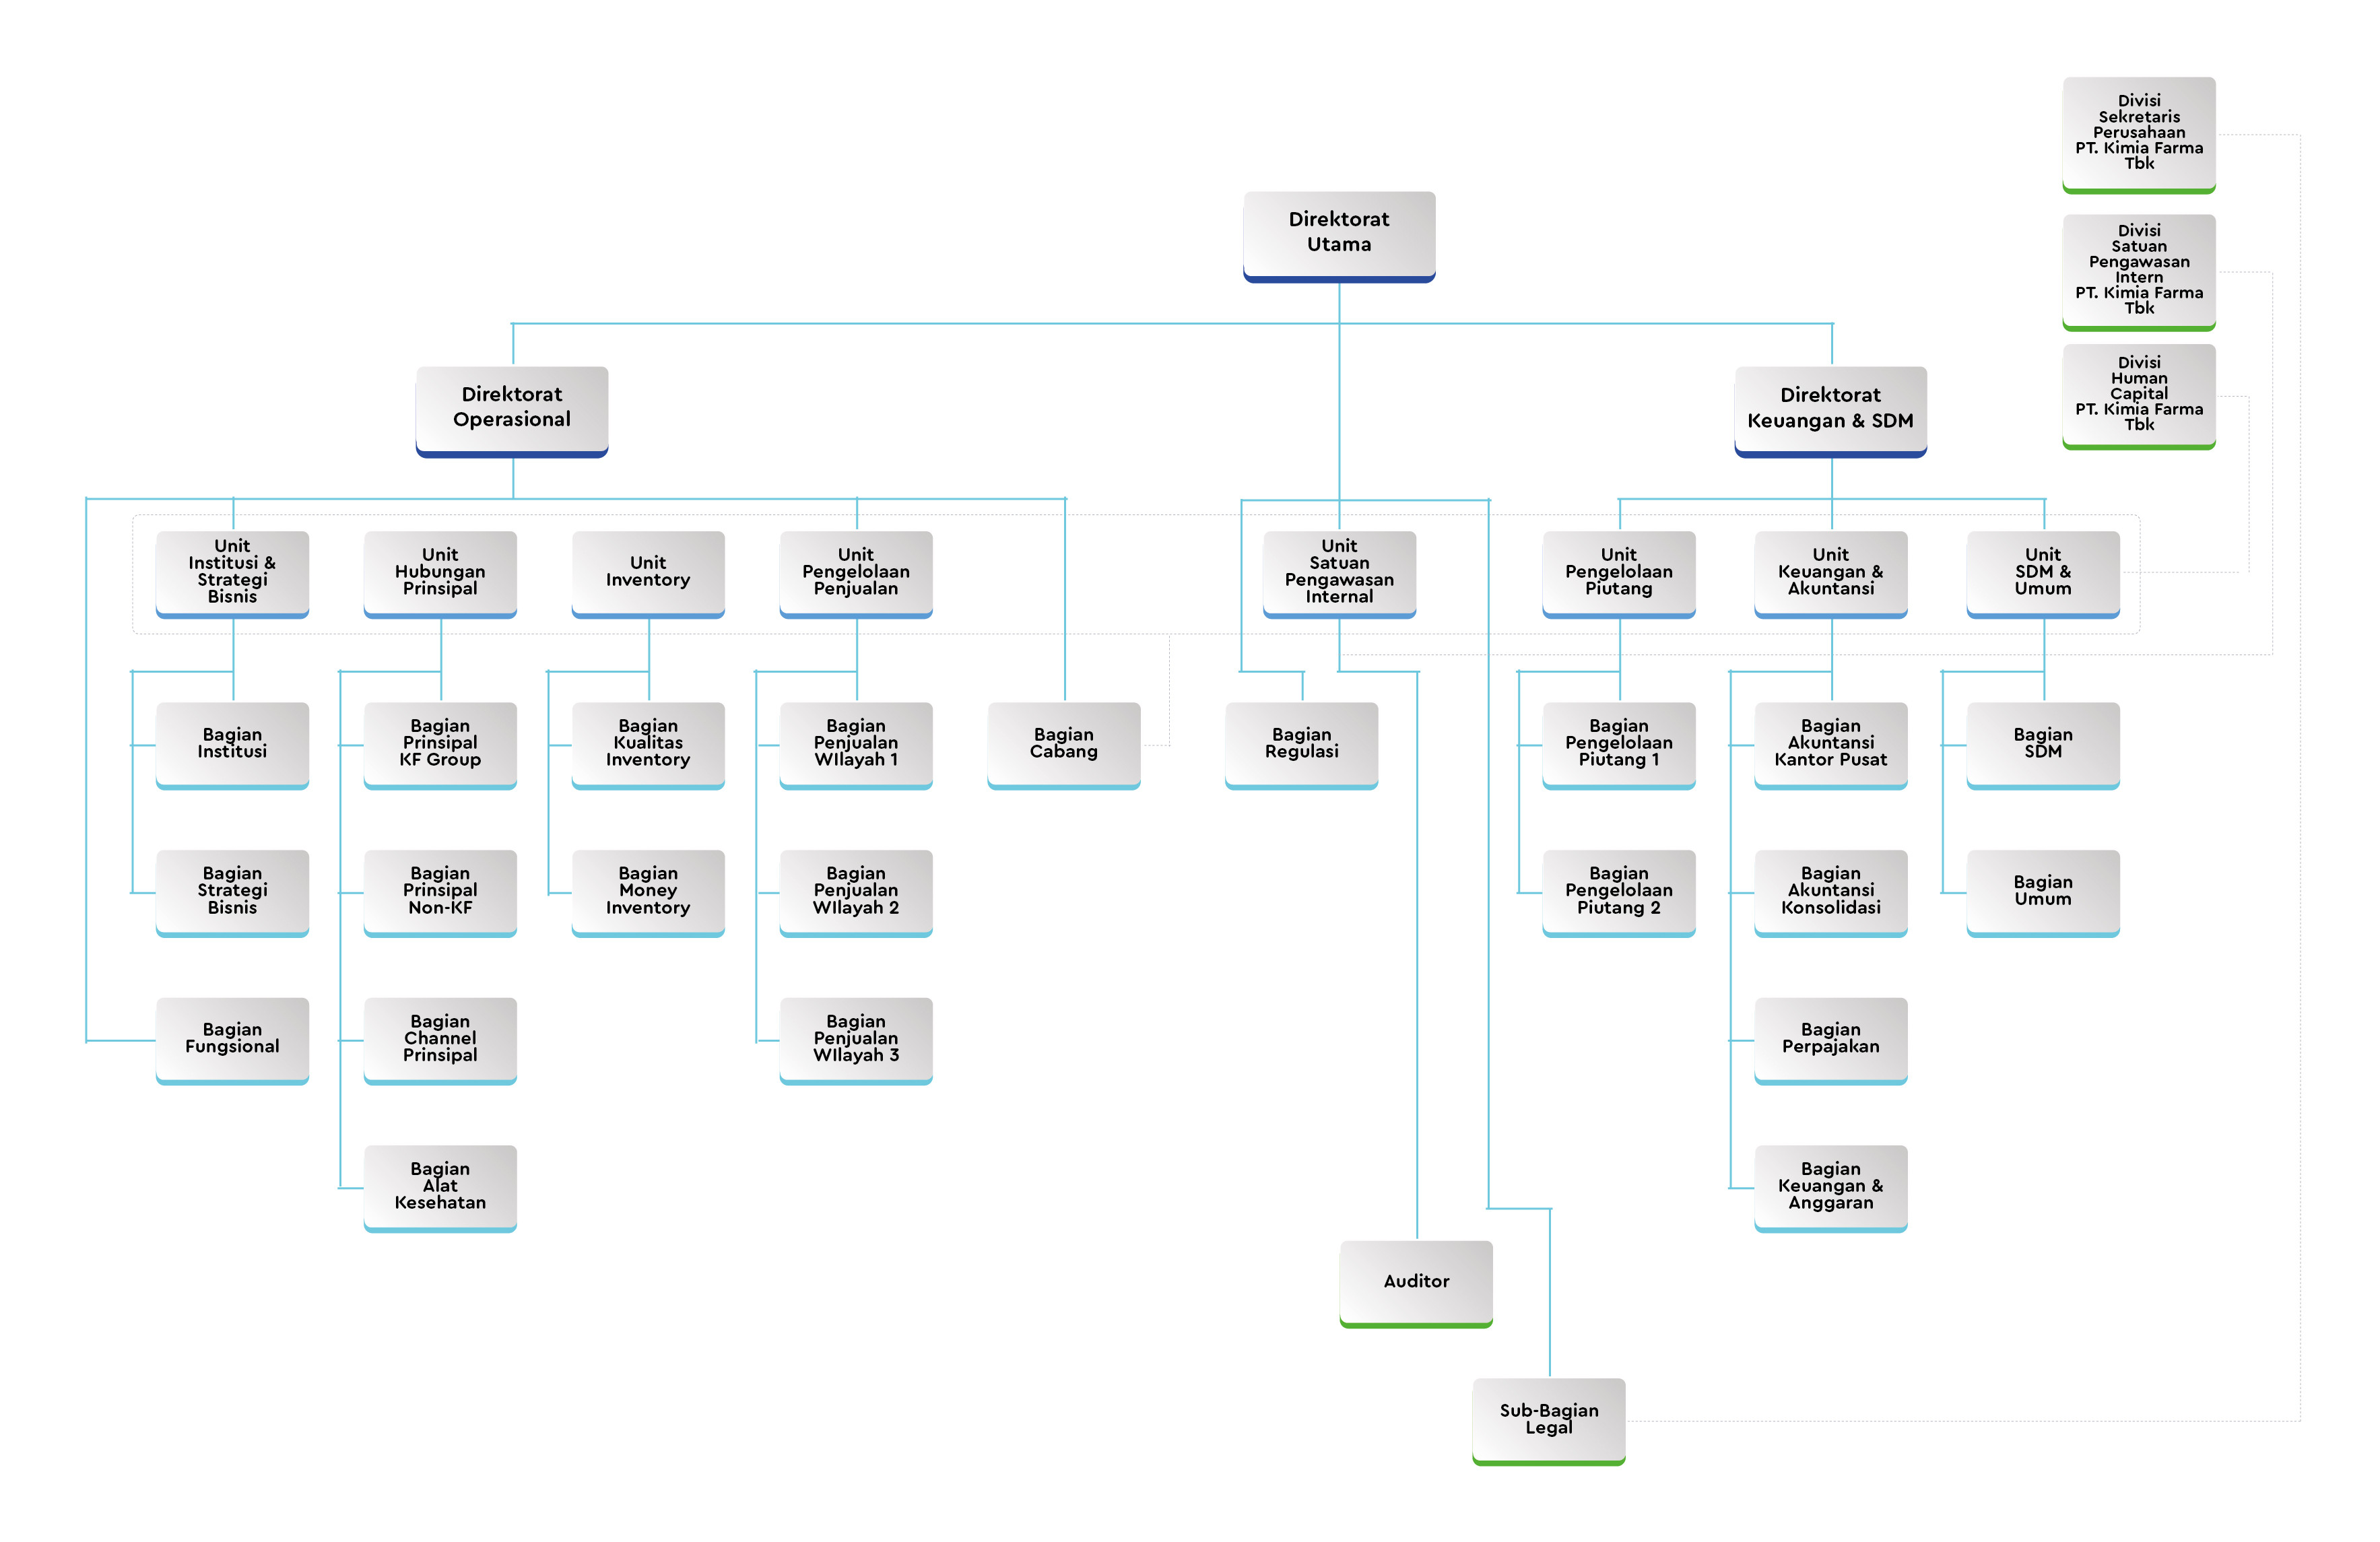 Divisi
Sekretaris
Perusahaan
PT. Kimia Farma
Tbk
Direktorat
Utama
Divisi
Satuan
Pengawasan
Intern
PT. Kimia Farma
Tbk
Divisi
Human
Capital
PT. Kimia Farma
Tbk
Direktorat
Operasional
Direktorat
Keuangan & SDM
Unit
Institusi &
Strategi
Bisnis
Unit
Hubungan
Prinsipal
Unit
Inventory
Unit
Pengelolaan
Penjualan
Unit
Satuan
Pengawasan
Internal
Unit
Pengelolaan
Piutang
Unit
Keuangan &
Akuntansi
Unit
SDM &
Umum
Bagian
Institusi
Bagian
Prinsipal
KF Group
Bagian
Kualitas
Inventory
Bagian
Penjualan
WIlayah 1
Bagian
Cabang
Bagian
Regulasi
Bagian
Pengelolaan
Piutang 1
Bagian
Akuntansi
Kantor Pusat
Bagian
SDM
Bagian
Strategi
Bisnis
Bagian
Prinsipal
Non-KF
Bagian
Money
Inventory
Bagian
Penjualan
WIlayah 2
Bagian
Pengelolaan
Piutang 2
Bagian
Akuntansi
Konsolidasi
Bagian
Umum
Bagian
Fungsional
Bagian
Channel
Prinsipal
Bagian
Penjualan
WIlayah 3
Bagian
Perpajakan
Bagian
Alat
Kesehatan
Bagian
Keuangan &
Anggaran
Auditor
Sub-Bagian
Legal